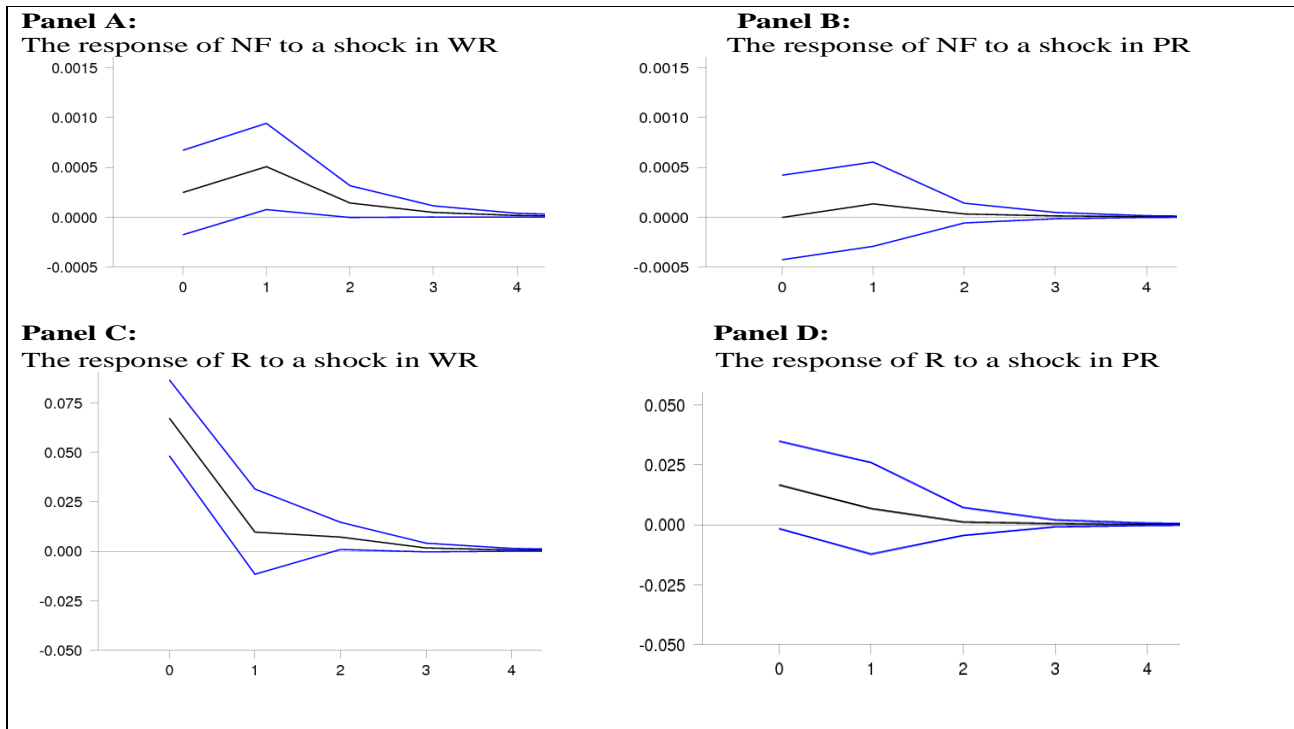 Panel A:
The response of NF to a shock in WR
0.0015
0.0010
0.0005
0.0000
-0.0005
0 1 2 3 4
Panel B:
The response of NF to a shock in PR
0.0015
0.0010
0.0005
0.0000
-0.0005
0 1 2 3 4
Panel C:
The response of R to a shock in WR
0.075
0.050
0.025
0.000
-0.025
-0.050
0 1 2 3 4
Panel D:
The response of R to a shock in PR
0.050
0.025
0.000
-0.025
-0.050
0 1 2 3 4